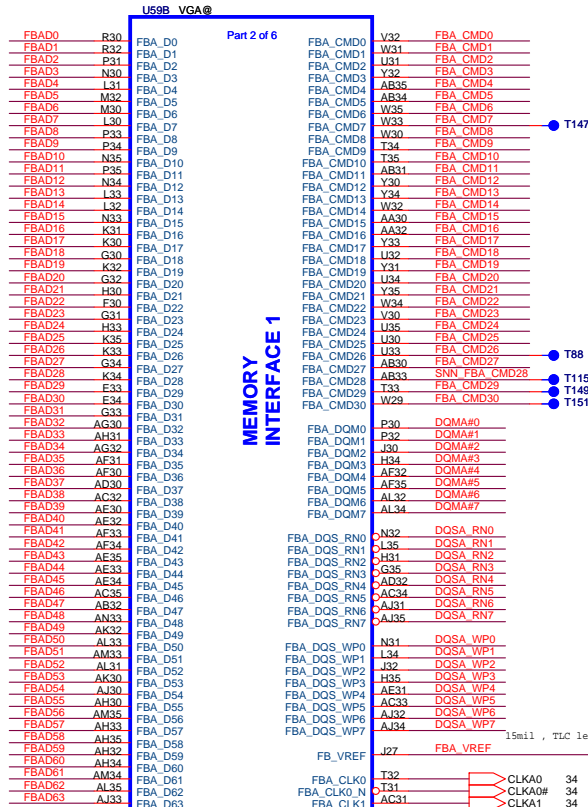 U59B VGA@
Part 2 of 6
MEMORY
INTERFACE 1
FBAD0 R30 FBA_D0
FBAD1 R32 FBA_D1
FBAD2 P31 FBA_D2
FBAD3 N30 FBA_D3
FBAD4 L31 FBA_D4
FBAD5 M32 FBA_D5
FBAD6 M30 FBA_D6
FBAD7 L30 FBA_D7
FBAD8 P33 FBA_D8
FBAD9 P34 FBA_D9
FBAD10 N35 FBA_D10
FBAD11 P35 FBA_D11
FBAD12 N34 FBA_D12
FBAD13 L33 FBA_D13
FBAD14 L32 FBA_D14
FBAD15 N33 FBA_D15
FBAD16 K31 FBA_D16
FBAD17 K30 FBA_D17
FBAD18 G30 FBA_D18
FBAD19 K32 FBA_D19
FBAD20 G32 FBA_D20
FBAD21 H30 FBA_D21
FBAD22 F30 FBA_D22
FBAD23 G31 FBA_D23
FBAD24 H33 FBA_D24
FBAD25 K35 FBA_D25
FBAD26 K33 FBA_D26
FBAD27 G34 FBA_D27
FBAD28 K34 FBA_D28
FBAD29 E33 FBA_D29
FBAD30 E34 FBA_D30
FBAD31 G33 FBA_D31
FBAD32 AG30 FBA_D32
FBAD33 AH31 FBA_D33
FBAD34 AG32 FBA_D34
FBAD35 AF31 FBA_D35
FBAD36 AF30 FBA_D36
FBAD37 AD30 FBA_D37
FBAD38 AC32 FBA_D38
FBAD39 AE30 FBA_D39
FBAD40 AE32 FBA_D40
FBAD41 AF33 FBA_D41
FBAD42 AF34 FBA_D42
FBAD43 AE35 FBA_D43
FBAD44 AE33 FBA_D44
FBAD45 AE34 FBA_D45
FBAD46 AC35 FBA_D46
FBAD47 AB32 FBA_D47
FBAD48 AN33 FBA_D48
FBAD49 AK32 FBA_D49
FBAD50 AL33 FBA_D50
FBAD51 AM33 FBA_D51
FBAD52 AL31 FBA_D52
FBAD53 AK30 FBA_D53
FBAD54 AJ30 FBA_D54
FBAD55 AH30 FBA_D55
FBAD56 AM35 FBA_D56
FBAD57 AH33 FBA_D57
FBAD58 AH35 FBA_D58
FBAD59 AH32 FBA_D59
FBAD60 AH34 FBA_D60
FBAD61 AM34 FBA_D61
FBAD62 AL35 FBA_D62
FBAD63 AJ33 FBA_D63
FBA_CMD0 V32 FBA_CMD0
FBA_CMD1 W31 FBA_CMD1
FBA_CMD2 U31 FBA_CMD2
FBA_CMD3 Y32 FBA_CMD3
FBA_CMD4 AB35 FBA_CMD4
FBA_CMD5 AB34 FBA_CMD5
FBA_CMD6 W35 FBA_CMD6
FBA_CMD7 W33 FBA_CMD7 T147
FBA_CMD8 W30 FBA_CMD8
FBA_CMD9 T34 FBA_CMD9
FBA_CMD10 T35 FBA_CMD10
FBA_CMD11 AB31 FBA_CMD11
FBA_CMD12 Y30 FBA_CMD12
FBA_CMD13 Y34 FBA_CMD13
FBA_CMD14 W32 FBA_CMD14
FBA_CMD15 AA30 FBA_CMD15
FBA_CMD16 AA32 FBA_CMD16
FBA_CMD17 Y33 FBA_CMD17
FBA_CMD18 U32 FBA_CMD18
FBA_CMD19 Y31 FBA_CMD19
FBA_CMD20 U34 FBA_CMD20
FBA_CMD21 Y35 FBA_CMD21
FBA_CMD22 W34 FBA_CMD22
FBA_CMD23 V30 FBA_CMD23
FBA_CMD24 U35 FBA_CMD24
FBA_CMD25 U30 FBA_CMD25
FBA_CMD26 U33 FBA_CMD26 T88
FBA_CMD27 AB30 FBA_CMD27
FBA_CMD28 AB33 SNN_FBA_CMD28 T115
FBA_CMD29 T33 FBA_CMD29 T149
FBA_CMD30 W29 FBA_CMD30 T151
FBA_DQM0 P30 DQMA#0
FBA_DQM1 P32 DQMA#1
FBA_DQM2 J30 DQMA#2
FBA_DQM3 H34 DQMA#3
FBA_DQM4 AF32 DQMA#4
FBA_DQM5 AF35 DQMA#5
FBA_DQM6 AL32 DQMA#6
FBA_DQM7 AL34 DQMA#7
FBA_DQS_RN0 N32 DQSA_RN0
FBA_DQS_RN1 L35 DQSA_RN1
FBA_DQS_RN2 H31 DQSA_RN2
FBA_DQS_RN3 G35 DQSA_RN3
FBA_DQS_RN4 AD32 DQSA_RN4
FBA_DQS_RN5 AC34 DQSA_RN5
FBA_DQS_RN6 AJ31 DQSA_RN6
FBA_DQS_RN7 AJ35 DQSA_RN7
FBA_DQS_WP0 N31 DQSA_WP0
FBA_DQS_WP1 L34 DQSA_WP1
FBA_DQS_WP2 J32 DQSA_WP2
FBA_DQS_WP3 H35 DQSA_WP3
FBA_DQS_WP4 AE31 DQSA_WP4
FBA_DQS_WP5 AC33 DQSA_WP5
FBA_DQS_WP6 AJ32 DQSA_WP6
FBA_DQS_WP7 AJ34 DQSA_WP7
15mil , TLC le
FB_VREF J27 FBA_VREF
FBA_CLK0 T32 CLKA0 34
FBA_CLK0_N T31 CLKA0# 34
FBA_CLK1 AC31 CLKA1 34